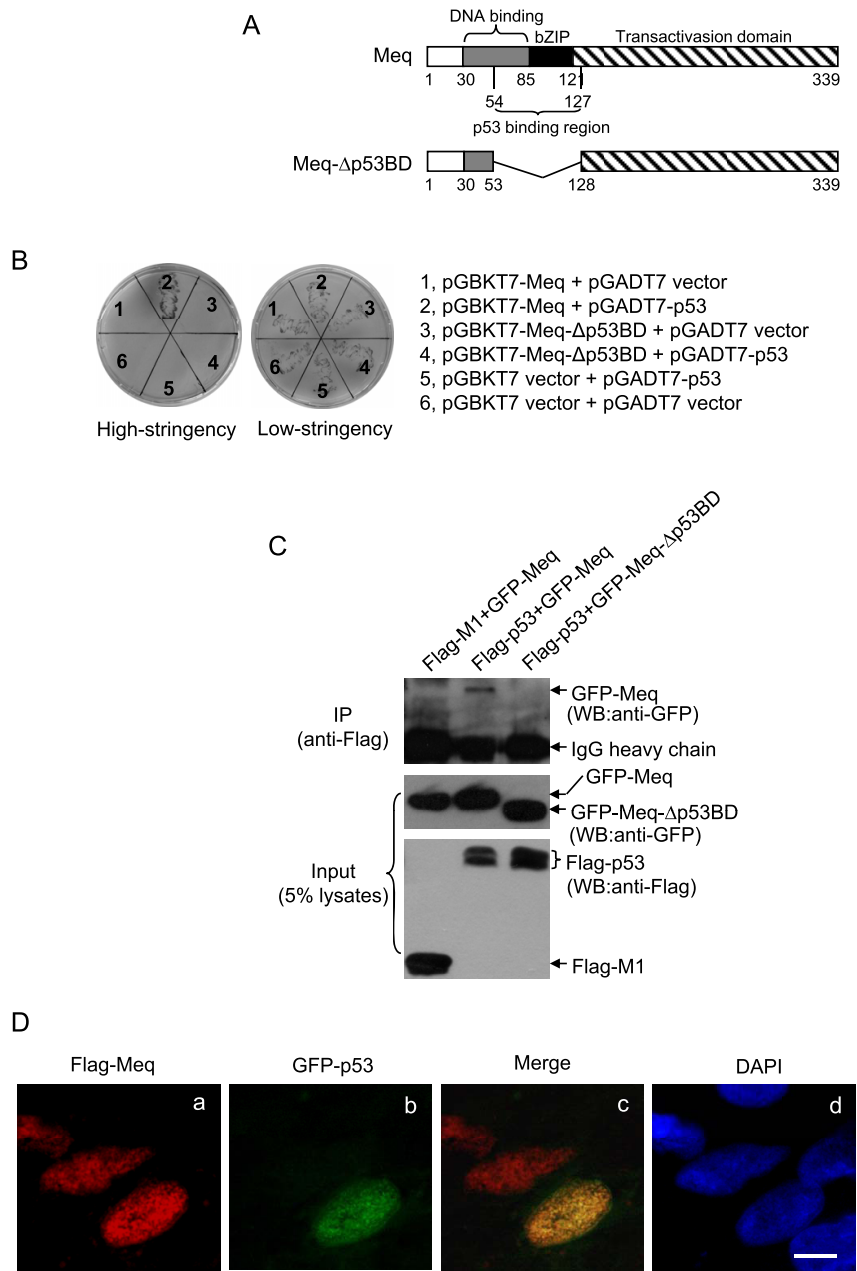 A
DNA binding
bZIP
Transactivasion domain
Meq
1 30 85 121 339
54 127
p53 binding region
Meq-Δp53BD
1 30 53 128 339
B
1 2 3 4 5 6
1 2 3 4 5 6
High-stringency
Low-stringency
1, pGBKT7-Meq + pGADT7 vector
2, pGBKT7-Meq + pGADT7-p53
3, pGBKT7-Meq-Δp53BD + pGADT7 vector
4, pGBKT7-Meq-Δp53BD + pGADT7-p53
5, pGBKT7 vector + pGADT7-p53
6, pGBKT7 vector + pGADT7 vector
C
Flag-M1+GFP-Meq
Flag-p53+GFP-Meq
Flag-p53+GFP-Meq-Δp53BD
IP
(anti-Flag)
GFP-Meq
(WB:anti-GFP)
IgG heavy chain
GFP-Meq
GFP-Meq-Δp53BD
(WB:anti-GFP)
Input
(5% lysates)
Flag-p53
(WB:anti-Flag)
Flag-M1
D
Flag-Meq
GFP-p53
Merge
DAPI
a
b
c
d